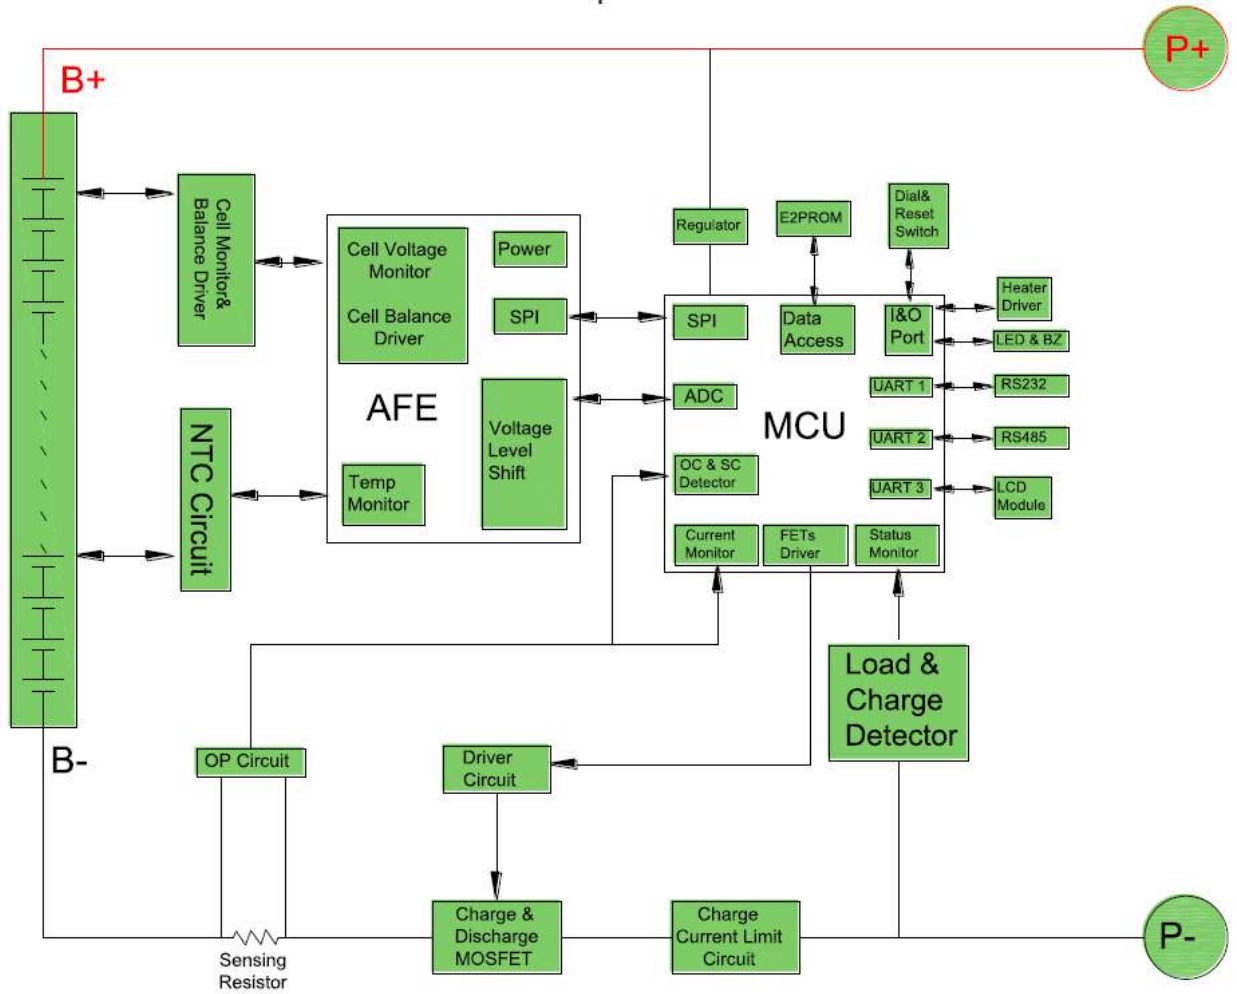 P+
B+
Cell Monitor&
Balance Driver
Cell Voltage
Monitor
Cell Balance
Driver
Power
SPI
AFE
Voltage
Level
Shift
Temp
Monitor
NTC Circuit
Regulator
E2PROM
Dial&
Reset
Switch
SPI
Data
Access
I&O
Port
Heater
Driver
LED & BZ
ADC
MCU
UART 1
RS232
UART 2
RS485
OC & SC
Detector
UART 3
LCD
Module
Current
Monitor
FETs
Driver
Status
Monitor
Load &
Charge
Detector
B-
OP Circuit
Driver
Circuit
Sensing
Resistor
Charge &
Discharge
MOSFET
Charge
Current Limit
Circuit
P-